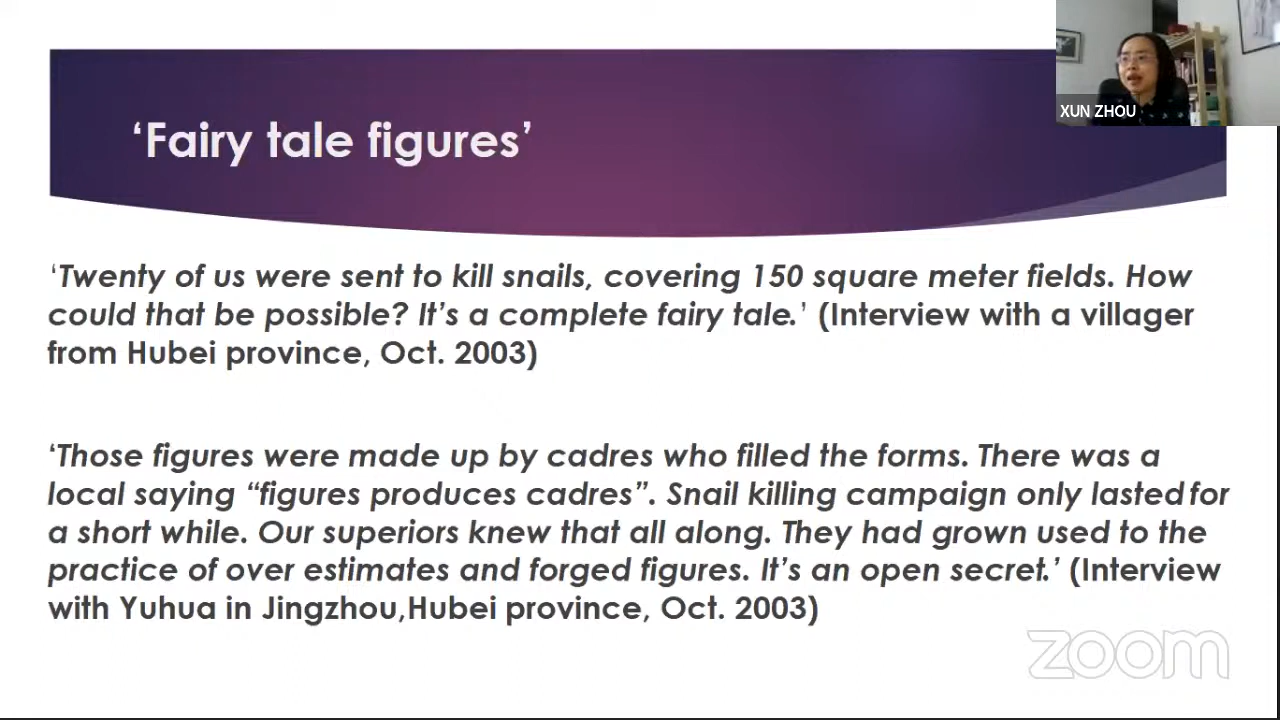 XUN ZHOU
‘Fairy tale figures’
‘Twenty of us were sent to kill snails, covering 150 square meter fields. How
could that be possible? It’s a complete fairy tale.’ (Interview with a villager
from Hubei province, Oct. 2003)
‘Those figures were made up by cadres who filled the forms. There was a
local saying “figures produces cadres”. Snail killing campaign only lasted for
a short while. Our superiors knew that all along. They had grown used to the
practice of over estimates and forged figures. It’s an open secret.’ (Interview
with Yuhua in Jingzhou,Hubei province, Oct. 2003)
zoom